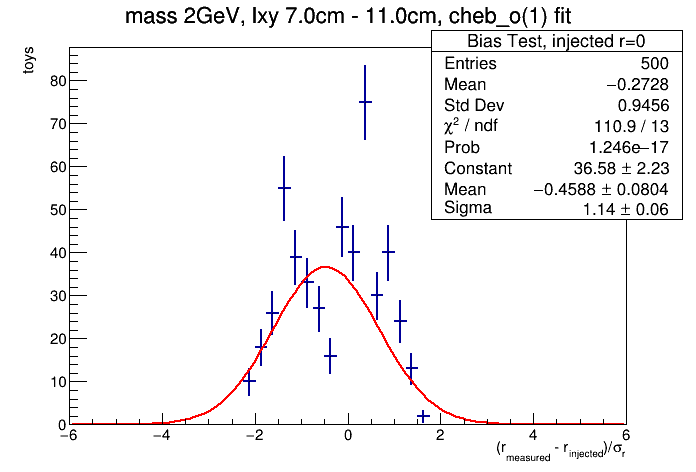 mass 2GeV, lxy 7.0cm - 11.0cm, cheb_o(1) fit
Bias Test, injected r=0
Entries 500
Mean −0.2728
Std Dev 0.9456
χ² / ndf 110.9 / 13
Prob 1.246e−17
Constant 36.58 ± 2.23
Mean −0.4588 ± 0.0804
Sigma 1.14 ± 0.06
toys
80
70
60
50
40
30
20
10
0
−6 −4 −2 0 2 4 6
(r_measured - r_injected)/σ_r